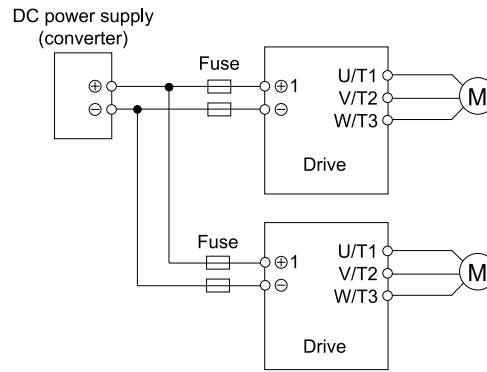 DC power supply
(converter)
Fuse
⊕
⊖
⊕1
⊖
U/T1
V/T2
W/T3
M
Drive
Fuse
⊕1
⊖
U/T1
V/T2
W/T3
M
Drive